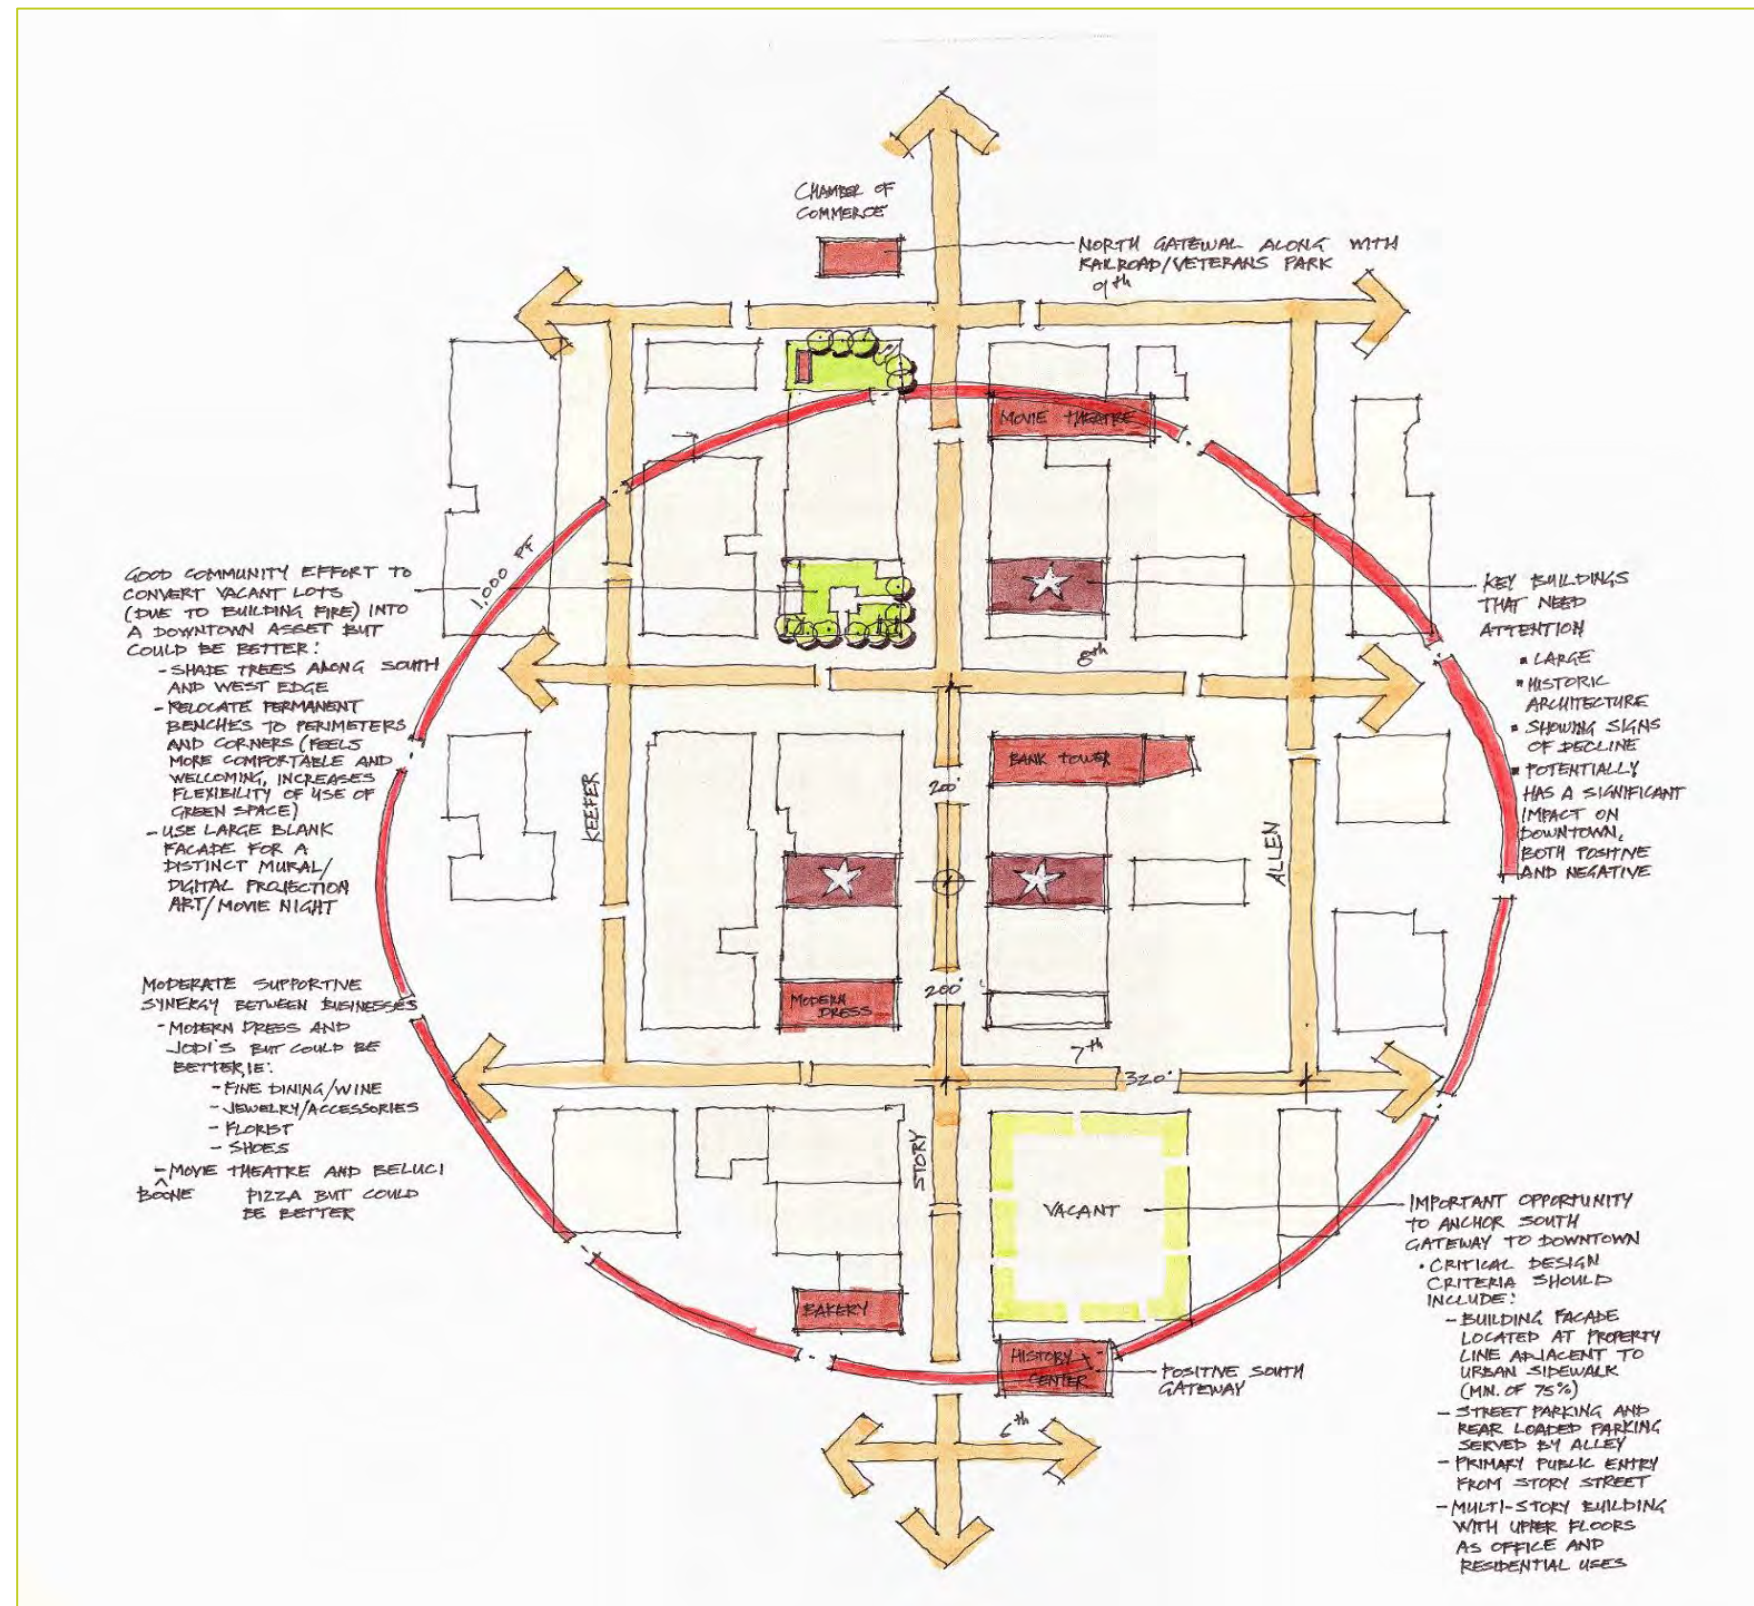 CHAMBER OF
COMMERCE
NORTH GATEWAL ALONG WITH
RAILROAD/VETERANS PARK
9th
MOVIE THEATRE
1,000 PF
GOOD COMMUNITY EFFORT TO
CONVERT VACANT LOTS
(DUE TO BUILDING FIRE) INTO
A DOWNTOWN ASSET BUT
COULD BE BETTER:
- SHADE TREES ALONG SOUTH
AND WEST EDGE
- RELOCATE PERMANENT
BENCHES TO PERIMETERS
AND CORNERS (FEELS
MORE COMFORTABLE AND
WELCOMING, INCREASES
FLEXIBILITY OF USE OF
GREEN SPACE)
- USE LARGE BLANK
FACADE FOR A
DISTINCT MURAL/
DIGITAL PROJECTION
ART/MOVIE NIGHT
KEY BUILDINGS
THAT NEED
ATTENTION
▪ LARGE
▪ HISTORIC
ARCHITECTURE
▪ SHOWING SIGNS
OF DECLINE
▪ POTENTIALLY
HAS A SIGNIFICANT
IMPACT ON
DOWNTOWN,
BOTH POSITIVE
AND NEGATIVE
8th
BANK TOWER
200'
KEEFER
ALLEN
200'
MODERN
DRESS
7th
320'
MODERATE SUPPORTIVE
SYNERGY BETWEEN BUSINESSES
- MODERN DRESS AND
JODI'S BUT COULD BE
BETTER, IE:
- FINE DINING/WINE
- JEWELRY/ACCESSORIES
- FLORIST
- SHOES
- MOVIE THEATRE AND BELUCI
BOONE PIZZA BUT COULD
BE BETTER
STORY
VACANT
BAKERY
HISTORY
CENTER
POSITIVE SOUTH
GATEWAY
6th
IMPORTANT OPPORTUNITY
TO ANCHOR SOUTH
GATEWAY TO DOWNTOWN
• CRITICAL DESIGN
CRITERIA SHOULD
INCLUDE:
- BUILDING FACADE
LOCATED AT PROPERTY
LINE ADJACENT TO
URBAN SIDEWALK
(MIN. OF 75%)
- STREET PARKING AND
REAR LOADED PARKING
SERVED BY ALLEY
- PRIMARY PUBLIC ENTRY
FROM STORY STREET
- MULTI-STORY BUILDING
WITH UPPER FLOORS
AS OFFICE AND
RESIDENTIAL USES